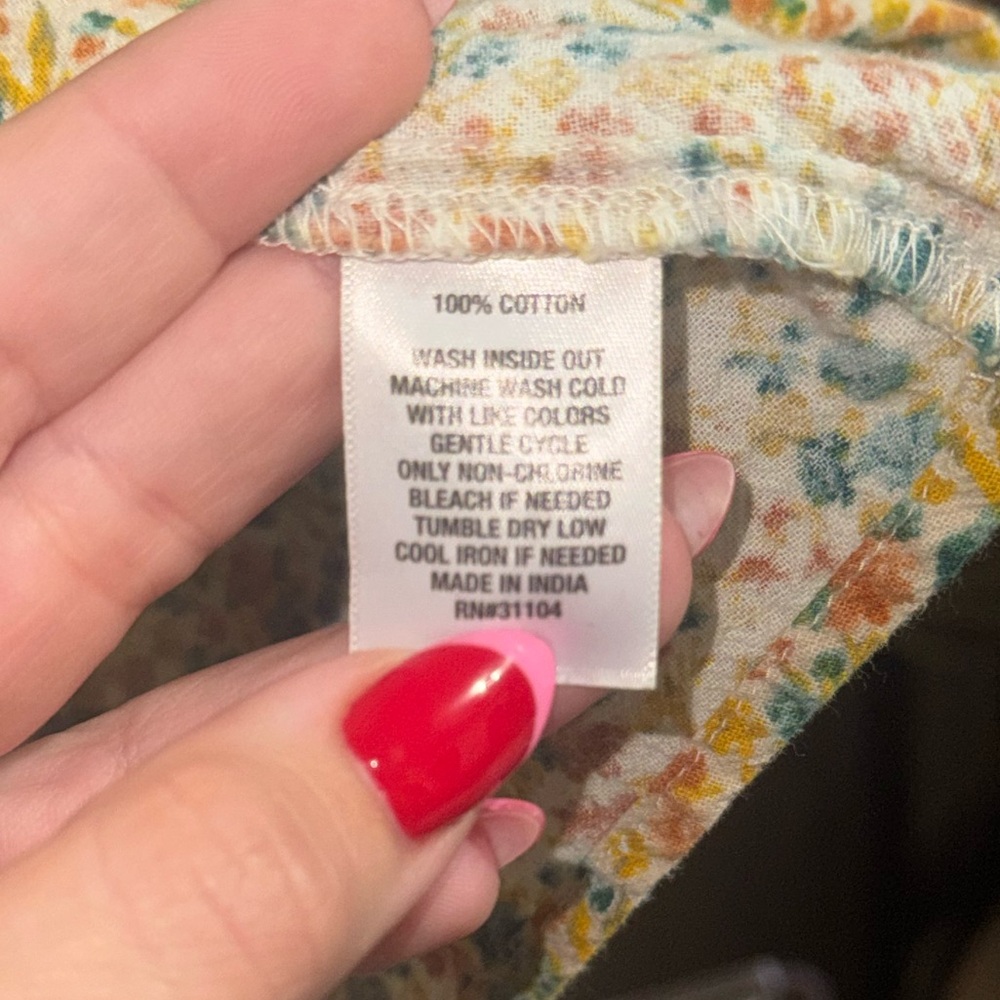 100% COTTON
WASH INSIDE OUT
MACHINE WASH COLD
WITH LIKE COLORS
GENTLE CYCLE
ONLY NON-CHLORINE
BLEACH IF NEEDED
TUMBLE DRY LOW
COOL IRON IF NEEDED
MADE IN INDIA
RN#31104